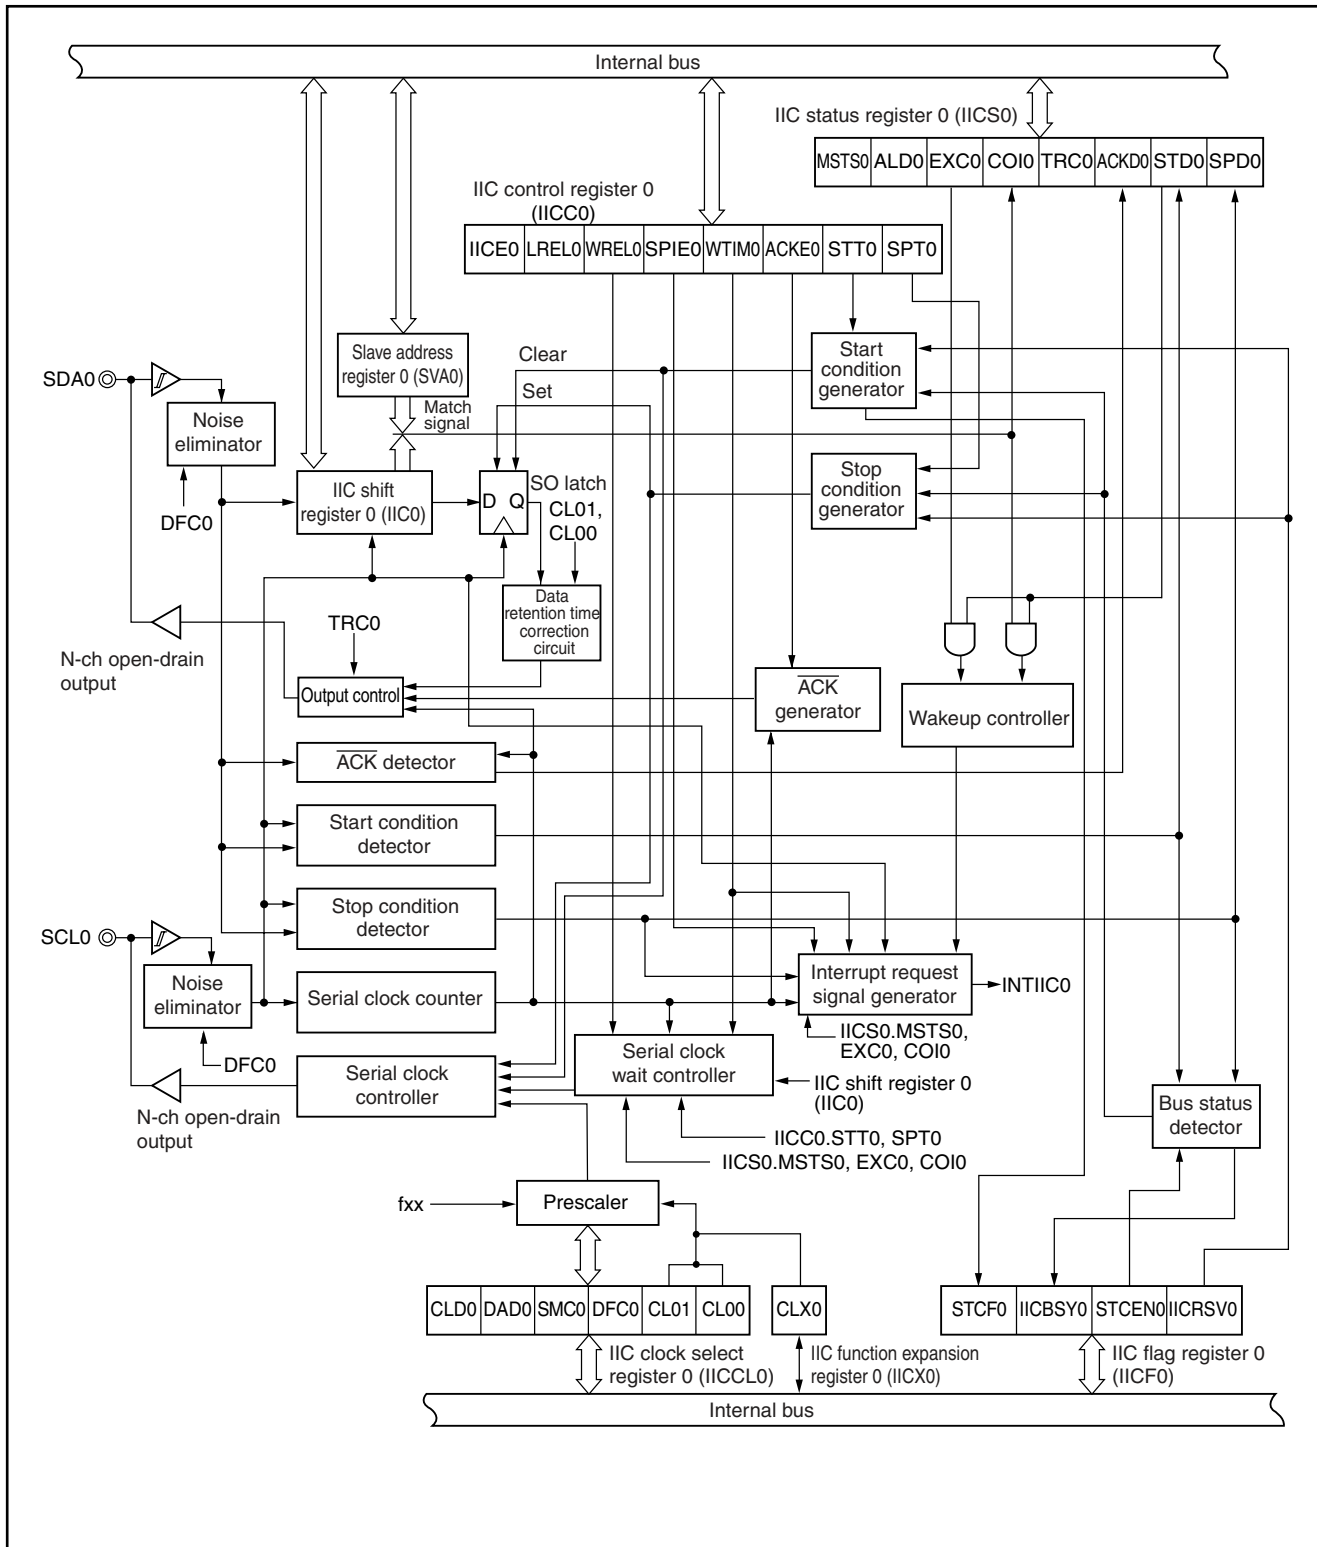 Internal bus
IIC status register 0 (IICS0)
MSTS0 ALD0 EXC0 COI0 TRC0 ACKD0 STD0 SPD0
IIC control register 0
(IICC0)
IICE0 LREL0 WREL0 SPIE0 WTIM0 ACKE0 STT0 SPT0
Slave address
register 0 (SVA0)
Clear
Start
condition
generator
SDA0
Set
Match
signal
Noise
eliminator
Stop
condition
generator
IIC shift
register 0 (IIC0)
D Q
SO latch
CL01,
CL00
DFC0
Data
retention time
correction
circuit
TRC0
N-ch open-drain
output
Output control
ACK
generator
Wakeup controller
ACK detector
Start condition
detector
Stop condition
detector
SCL0
Noise
eliminator
Serial clock counter
Interrupt request
signal generator
INTIIC0
IICS0.MSTS0,
EXC0, COI0
DFC0
Serial clock
controller
Serial clock
wait controller
IIC shift register 0
(IIC0)
N-ch open-drain
output
Bus status
detector
IICC0.STT0, SPT0
IICS0.MSTS0, EXC0, COI0
fxx
Prescaler
CLD0 DAD0 SMC0 DFC0 CL01 CL00
CLX0
STCF0 IICBSY0 STCEN0 IICRSV0
IIC clock select
register 0 (IICCL0)
IIC function expansion
register 0 (IICX0)
IIC flag register 0
(IICF0)
Internal bus